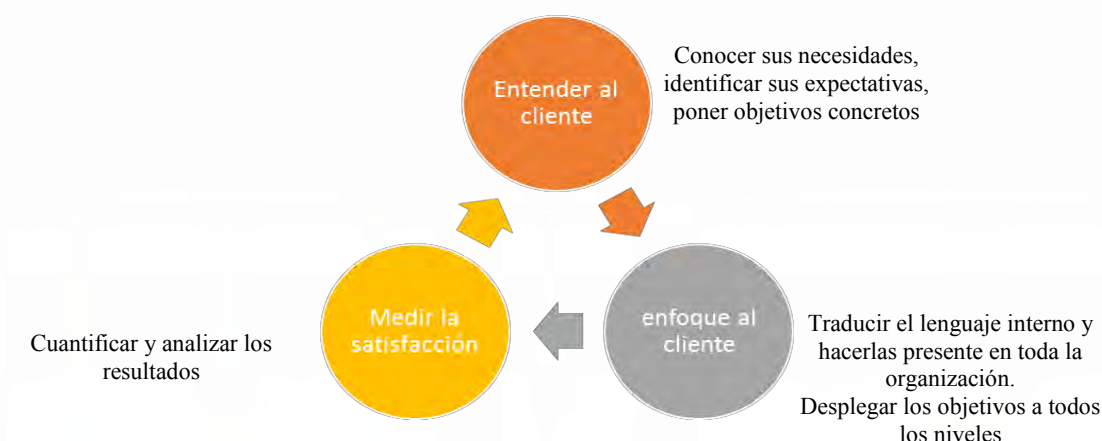 Entender al
cliente
Conocer sus necesidades,
identificar sus expectativas,
poner objetivos concretos
Medir la
satisfacción
enfoque al
cliente
Cuantificar y analizar los
resultados
Traducir el lenguaje interno y
hacerlas presente en toda la
organización.
Desplegar los objetivos a todos
los niveles